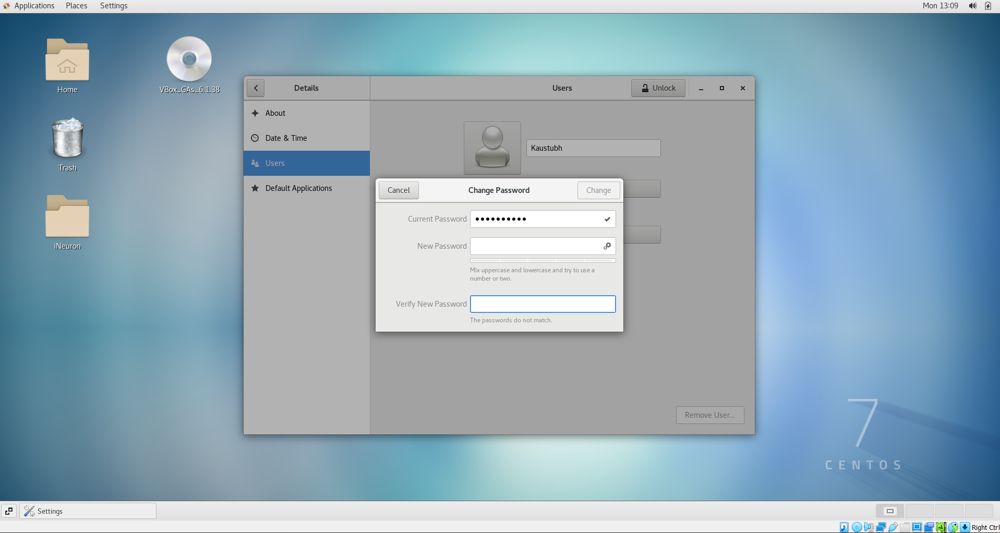 Applications Places Settings Mon 13:09
Home
VBox_GAs_6.1.38
Trash
iNeuron
Details
Users
Unlock
About
Date & Time
Users
Default Applications
Kaustubh
Cancel
Change Password
Change
Current Password
New Password
Mix uppercase and lowercase and try to use a
number or two.
Verify New Password
The passwords do not match.
Remove User...
7
CENTOS
Settings
Right Ctrl